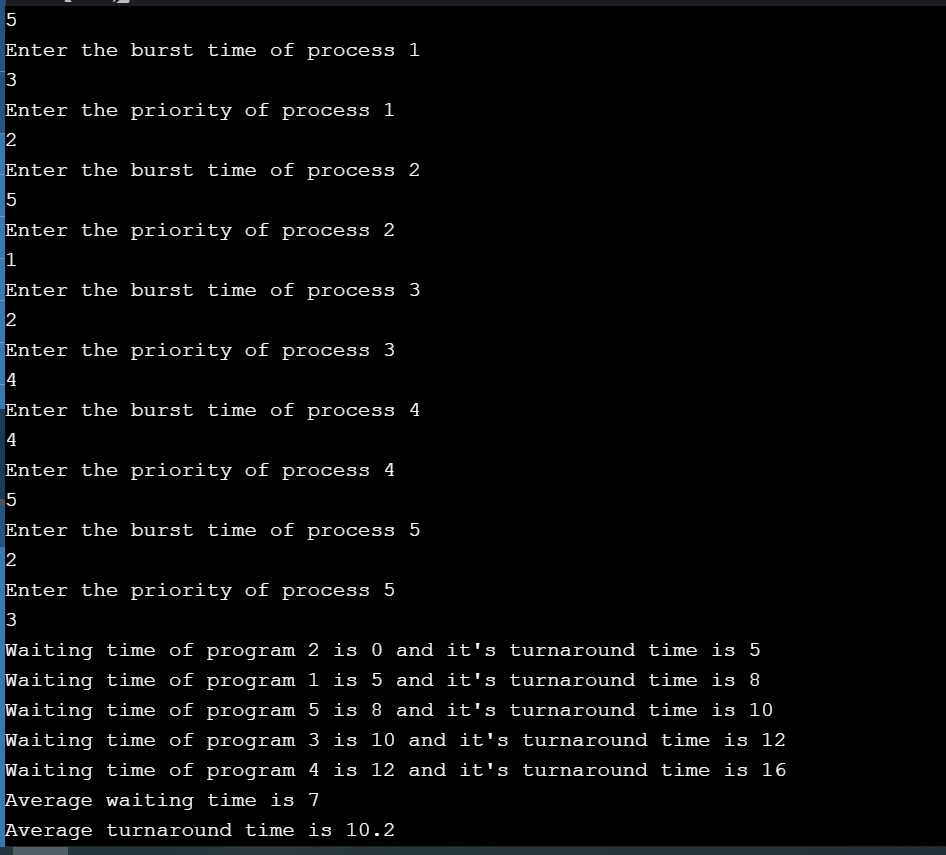 5
Enter the burst time of process 1
3
Enter the priority of process 1
2
Enter the burst time of process 2
5
Enter the priority of process 2
1
Enter the burst time of process 3
2
Enter the priority of process 3
4
Enter the burst time of process 4
4
Enter the priority of process 4
5
Enter the burst time of process 5
2
Enter the priority of process 5
3
Waiting time of program 2 is 0 and it's turnaround time is 5
Waiting time of program 1 is 5 and it's turnaround time is 8
Waiting time of program 5 is 8 and it's turnaround time is 10
Waiting time of program 3 is 10 and it's turnaround time is 12
Waiting time of program 4 is 12 and it's turnaround time is 16
Average waiting time is 7
Average turnaround time is 10.2